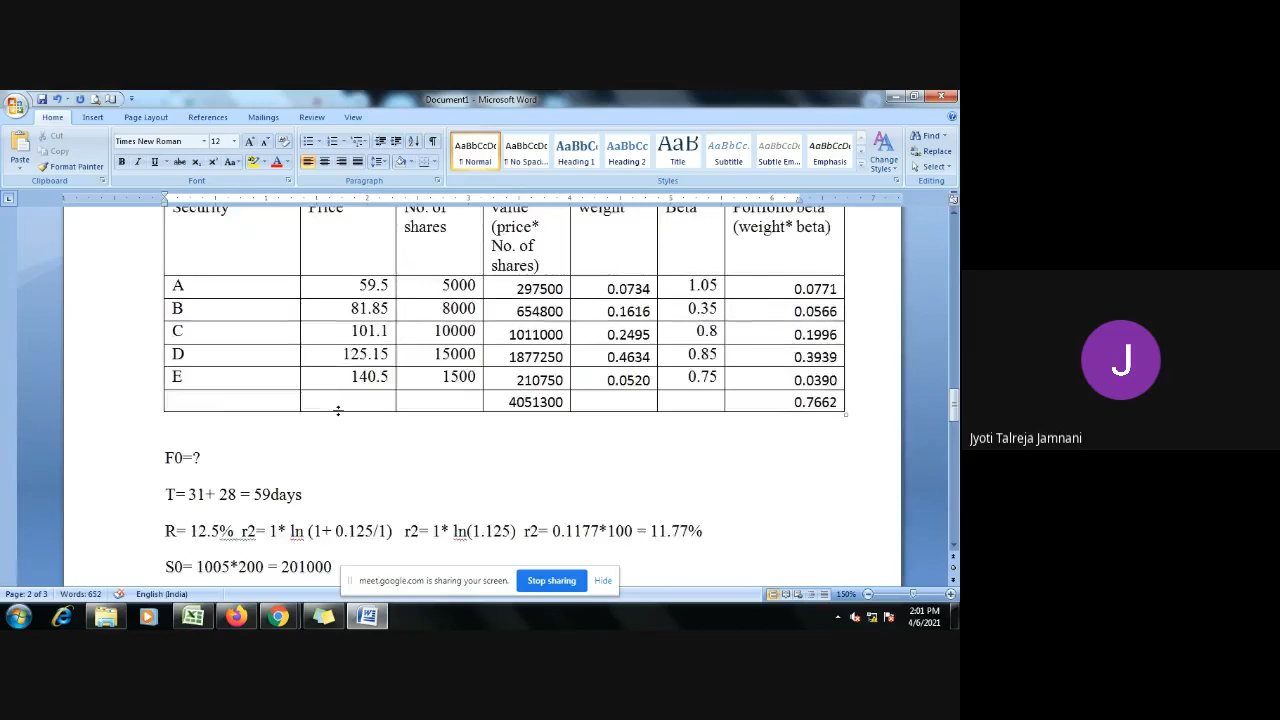 Document1 - Microsoft Word
Home Insert Page Layout References Mailings Review View
Paste Cut Copy Format Painter
Times New Roman 12
AaBbCcDc AaBbCcDc AaBbC AaBbCc AaB AaBbCc. AaBbCcD AaBbCcD
¶ Normal ¶ No Spaci... Heading 1 Heading 2 Title Subtitle Subtle Em... Emphasis
Change Styles
Find Replace Select
Clipboard Font Paragraph Styles Editing
Security Price No. of shares value (price* No. of shares) weight Beta Portfolio beta (weight* beta)
A 59.5 5000 297500 0.0734 1.05 0.0771
B 81.85 8000 654800 0.1616 0.35 0.0566
C 101.1 10000 1011000 0.2495 0.8 0.1996
D 125.15 15000 1877250 0.4634 0.85 0.3939
E 140.5 1500 210750 0.0520 0.75 0.0390
4051300 0.7662
F0=?
T= 31+ 28 = 59days
R= 12.5% r2= 1* ln (1+ 0.125/1) r2= 1* ln(1.125) r2= 0.1177*100 = 11.77%
S0= 1005*200 = 201000
meet.google.com is sharing your screen. Stop sharing Hide
Page: 2 of 3 Words: 652 English (India) 150%
2:01 PM
4/6/2021
J
Jyoti Talreja Jamnani